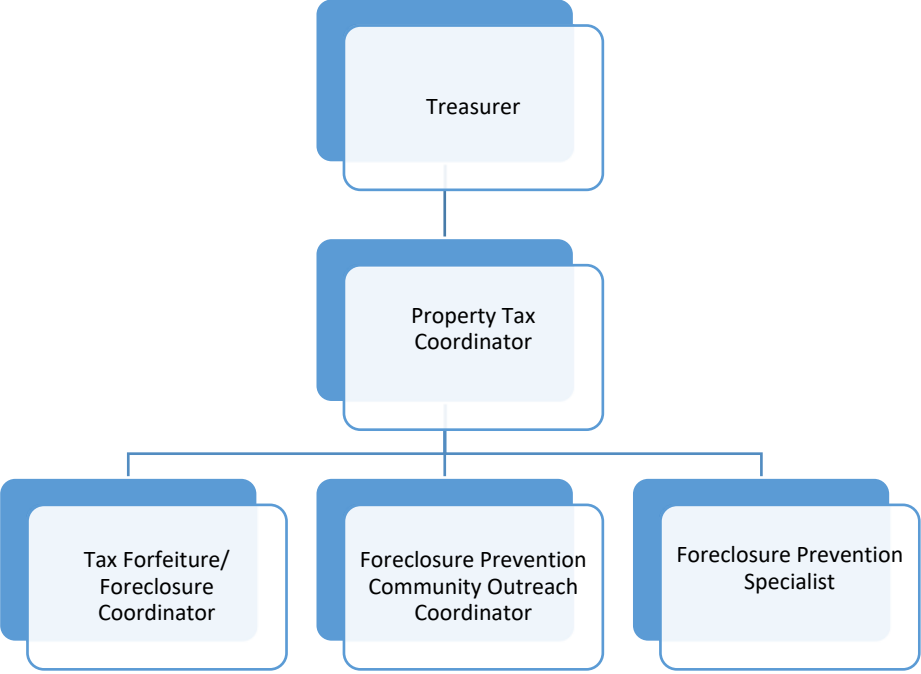 Treasurer
Property Tax
Coordinator
Tax Forfeiture/
Foreclosure
Coordinator
Foreclosure Prevention
Community Outreach
Coordinator
Foreclosure Prevention
Specialist